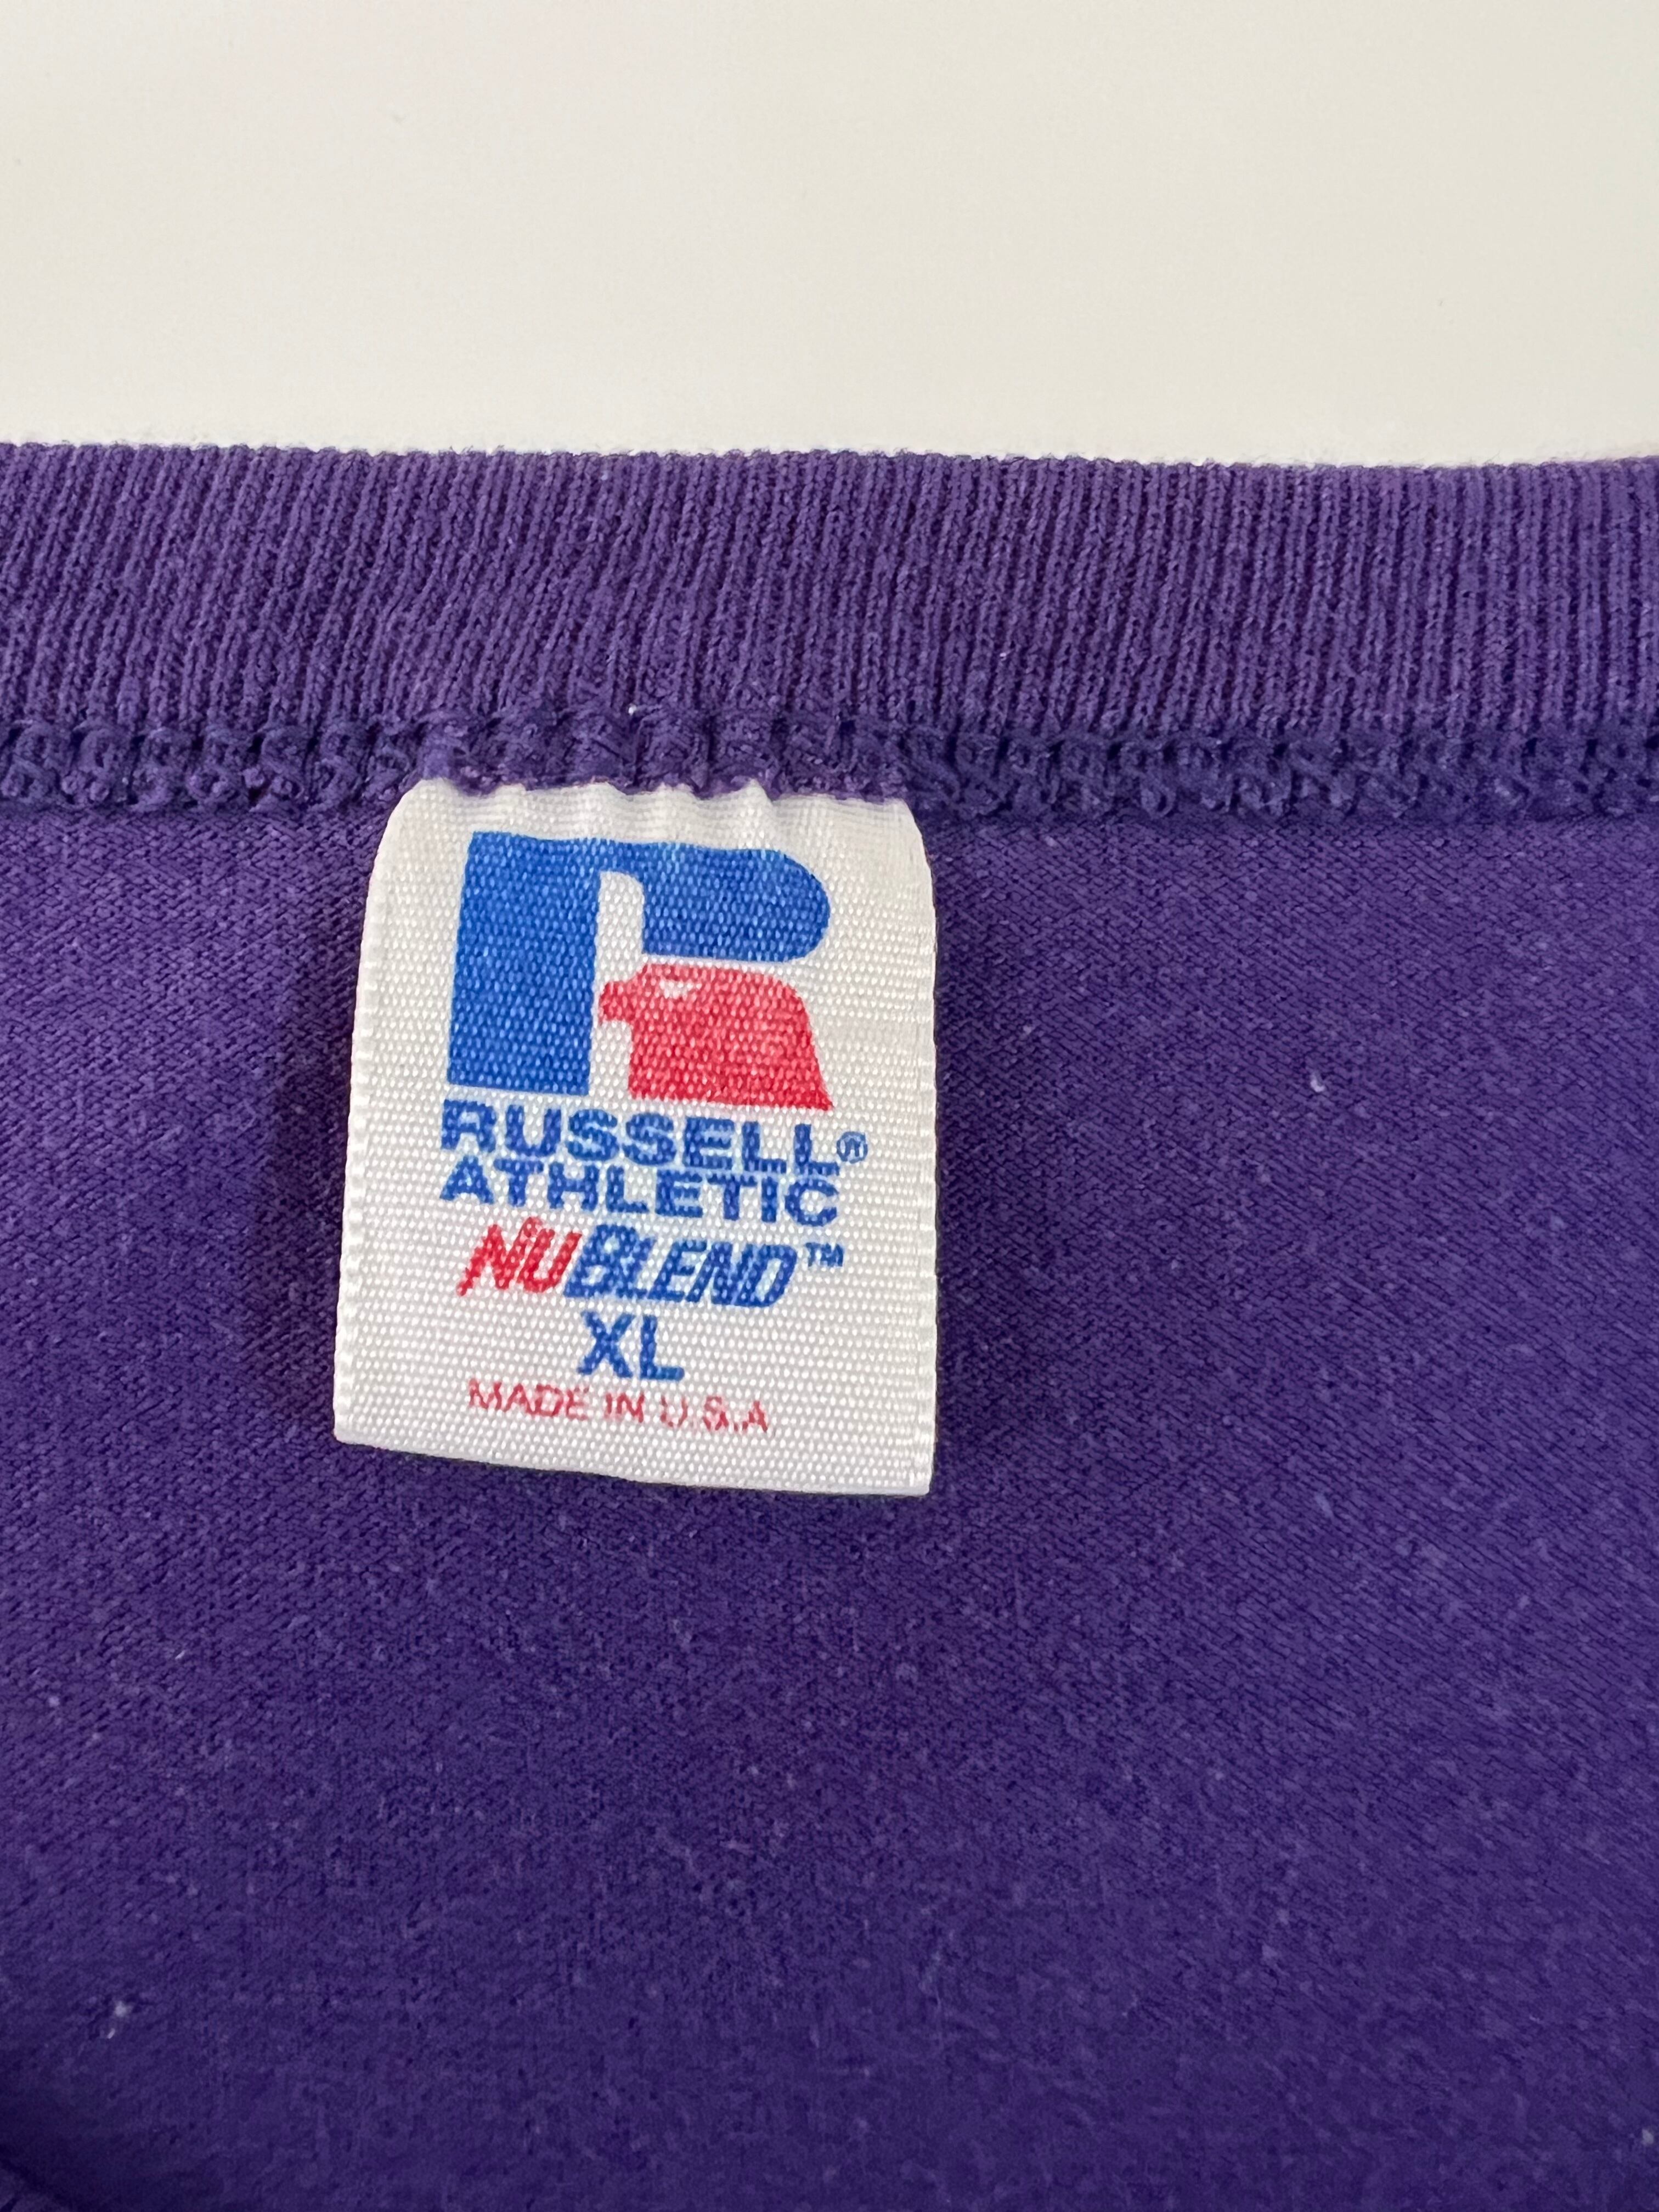 R
RUSSELL®
ATHLETIC
NUBLEND™
XL
MADE IN U.S.A.